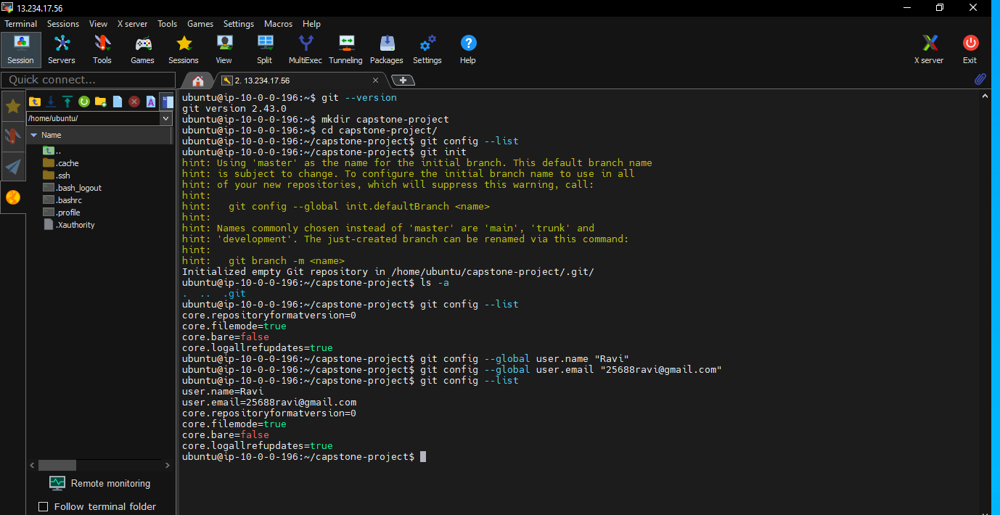 13.234.17.56
Terminal Sessions View X server Tools Games Settings Macros Help
Session Servers Tools Games Sessions View Split MultiExec Tunneling Packages Settings Help X server Exit
Quick connect...
2. 13.234.17.56
/home/ubuntu/
Name
..
.cache
.ssh
.bash_logout
.bashrc
.profile
.Xauthority
Remote monitoring
Follow terminal folder
ubuntu@ip-10-0-0-196:~$ git --version
git version 2.43.0
ubuntu@ip-10-0-0-196:~$ mkdir capstone-project
ubuntu@ip-10-0-0-196:~$ cd capstone-project/
ubuntu@ip-10-0-0-196:~/capstone-project$ git config --list
ubuntu@ip-10-0-0-196:~/capstone-project$ git init
hint: Using 'master' as the name for the initial branch. This default branch name
hint: is subject to change. To configure the initial branch name to use in all
hint: of your new repositories, which will suppress this warning, call:
hint:
hint:   git config --global init.defaultBranch <name>
hint:
hint: Names commonly chosen instead of 'master' are 'main', 'trunk' and
hint: 'development'. The just-created branch can be renamed via this command:
hint:
hint:   git branch -m <name>
Initialized empty Git repository in /home/ubuntu/capstone-project/.git/
ubuntu@ip-10-0-0-196:~/capstone-project$ ls -a
.  ..  .git
ubuntu@ip-10-0-0-196:~/capstone-project$ git config --list
core.repositoryformatversion=0
core.filemode=true
core.bare=false
core.logallrefupdates=true
ubuntu@ip-10-0-0-196:~/capstone-project$ git config --global user.name "Ravi"
ubuntu@ip-10-0-0-196:~/capstone-project$ git config --global user.email "25688ravi@gmail.com"
ubuntu@ip-10-0-0-196:~/capstone-project$ git config --list
user.name=Ravi
user.email=25688ravi@gmail.com
core.repositoryformatversion=0
core.filemode=true
core.bare=false
core.logallrefupdates=true
ubuntu@ip-10-0-0-196:~/capstone-project$